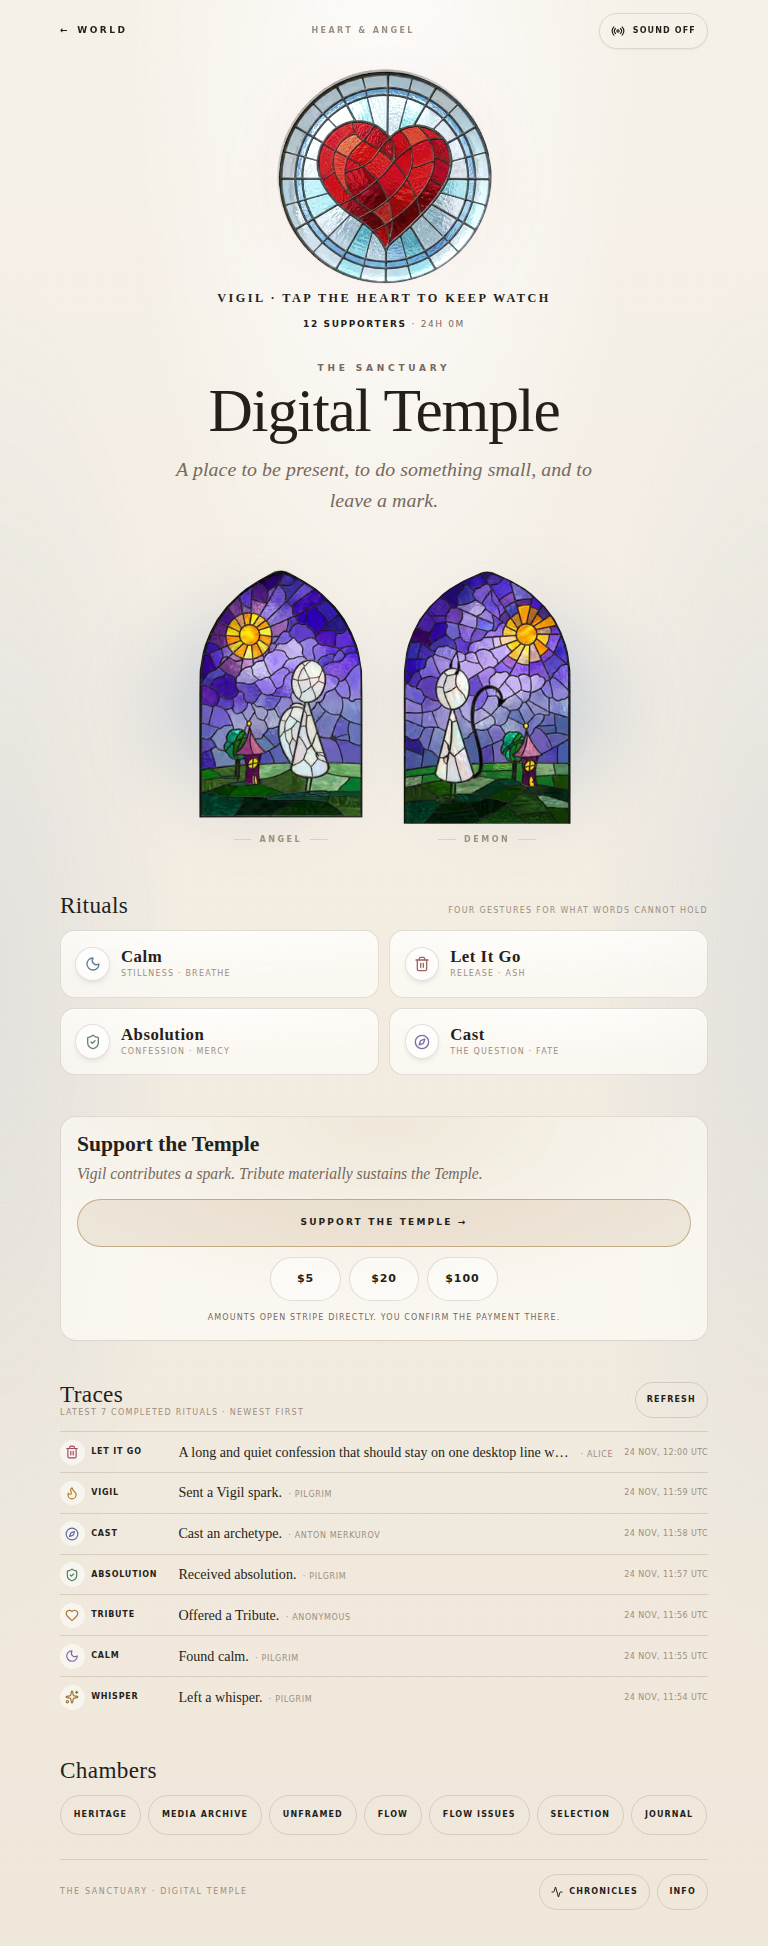 ← WORLD
HEART & ANGEL
SOUND OFF
VIGIL · TAP THE HEART TO KEEP WATCH
12 SUPPORTERS · 24H 0M
THE SANCTUARY
Digital Temple
A place to be present, to do something small, and to
leave a mark.
ANGEL
DEMON
Rituals
FOUR GESTURES FOR WHAT WORDS CANNOT HOLD
Calm
STILLNESS · BREATHE
Let It Go
RELEASE · ASH
Absolution
CONFESSION · MERCY
Cast
THE QUESTION · FATE
Support the Temple
Vigil contributes a spark. Tribute materially sustains the Temple.
SUPPORT THE TEMPLE →
$5
$20
$100
AMOUNTS OPEN STRIPE DIRECTLY. YOU CONFIRM THE PAYMENT THERE.
Traces
LATEST 7 COMPLETED RITUALS · NEWEST FIRST
REFRESH
LET IT GO A long and quiet confession that should stay on one desktop line w… · ALICE 24 NOV, 12:00 UTC
VIGIL Sent a Vigil spark. · PILGRIM 24 NOV, 11:59 UTC
CAST Cast an archetype. · ANTON MERKUROV 24 NOV, 11:58 UTC
ABSOLUTION Received absolution. · PILGRIM 24 NOV, 11:57 UTC
TRIBUTE Offered a Tribute. · ANONYMOUS 24 NOV, 11:56 UTC
CALM Found calm. · PILGRIM 24 NOV, 11:55 UTC
WHISPER Left a whisper. · PILGRIM 24 NOV, 11:54 UTC
Chambers
HERITAGE
MEDIA ARCHIVE
UNFRAMED
FLOW
FLOW ISSUES
SELECTION
JOURNAL
THE SANCTUARY · DIGITAL TEMPLE
CHRONICLES
INFO